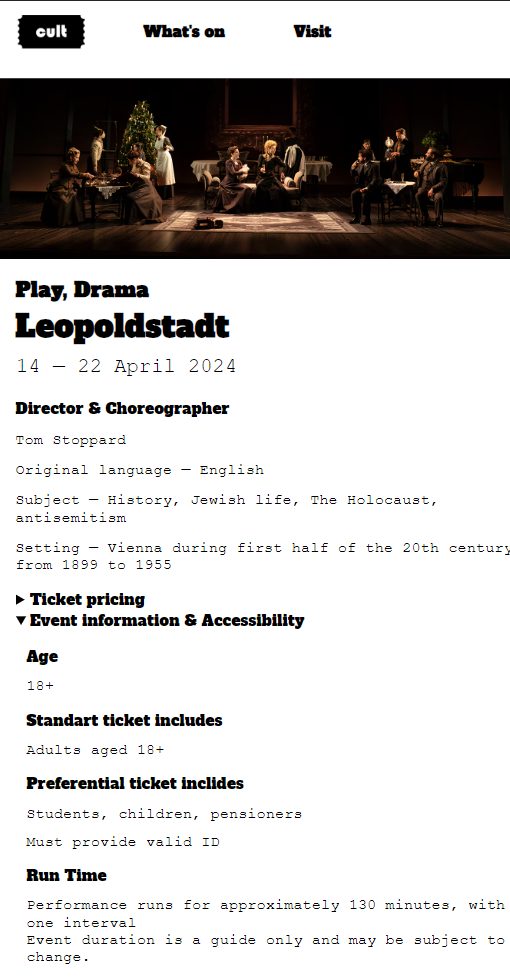 cult What's on Visit
Play, Drama
Leopoldstadt
14 — 22 April 2024
Director & Choreographer
Tom Stoppard
Original language — English
Subject — History, Jewish life, The Holocaust,
antisemitism
Setting — Vienna during first half of the 20th century
from 1899 to 1955
Ticket pricing
Event information & Accessibility
Age
18+
Standart ticket includes
Adults aged 18+
Preferential ticket inclides
Students, children, pensioners
Must provide valid ID
Run Time
Performance runs for approximately 130 minutes, with
one interval
Event duration is a guide only and may be subject to
change.